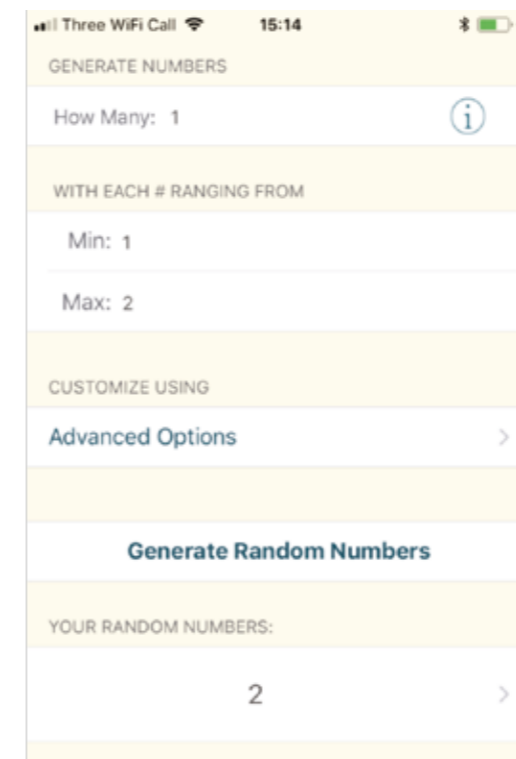 Three WiFi Call 15:14
GENERATE NUMBERS
How Many: 1 i
WITH EACH # RANGING FROM
Min: 1
Max: 2
CUSTOMIZE USING
Advanced Options
Generate Random Numbers
YOUR RANDOM NUMBERS:
2